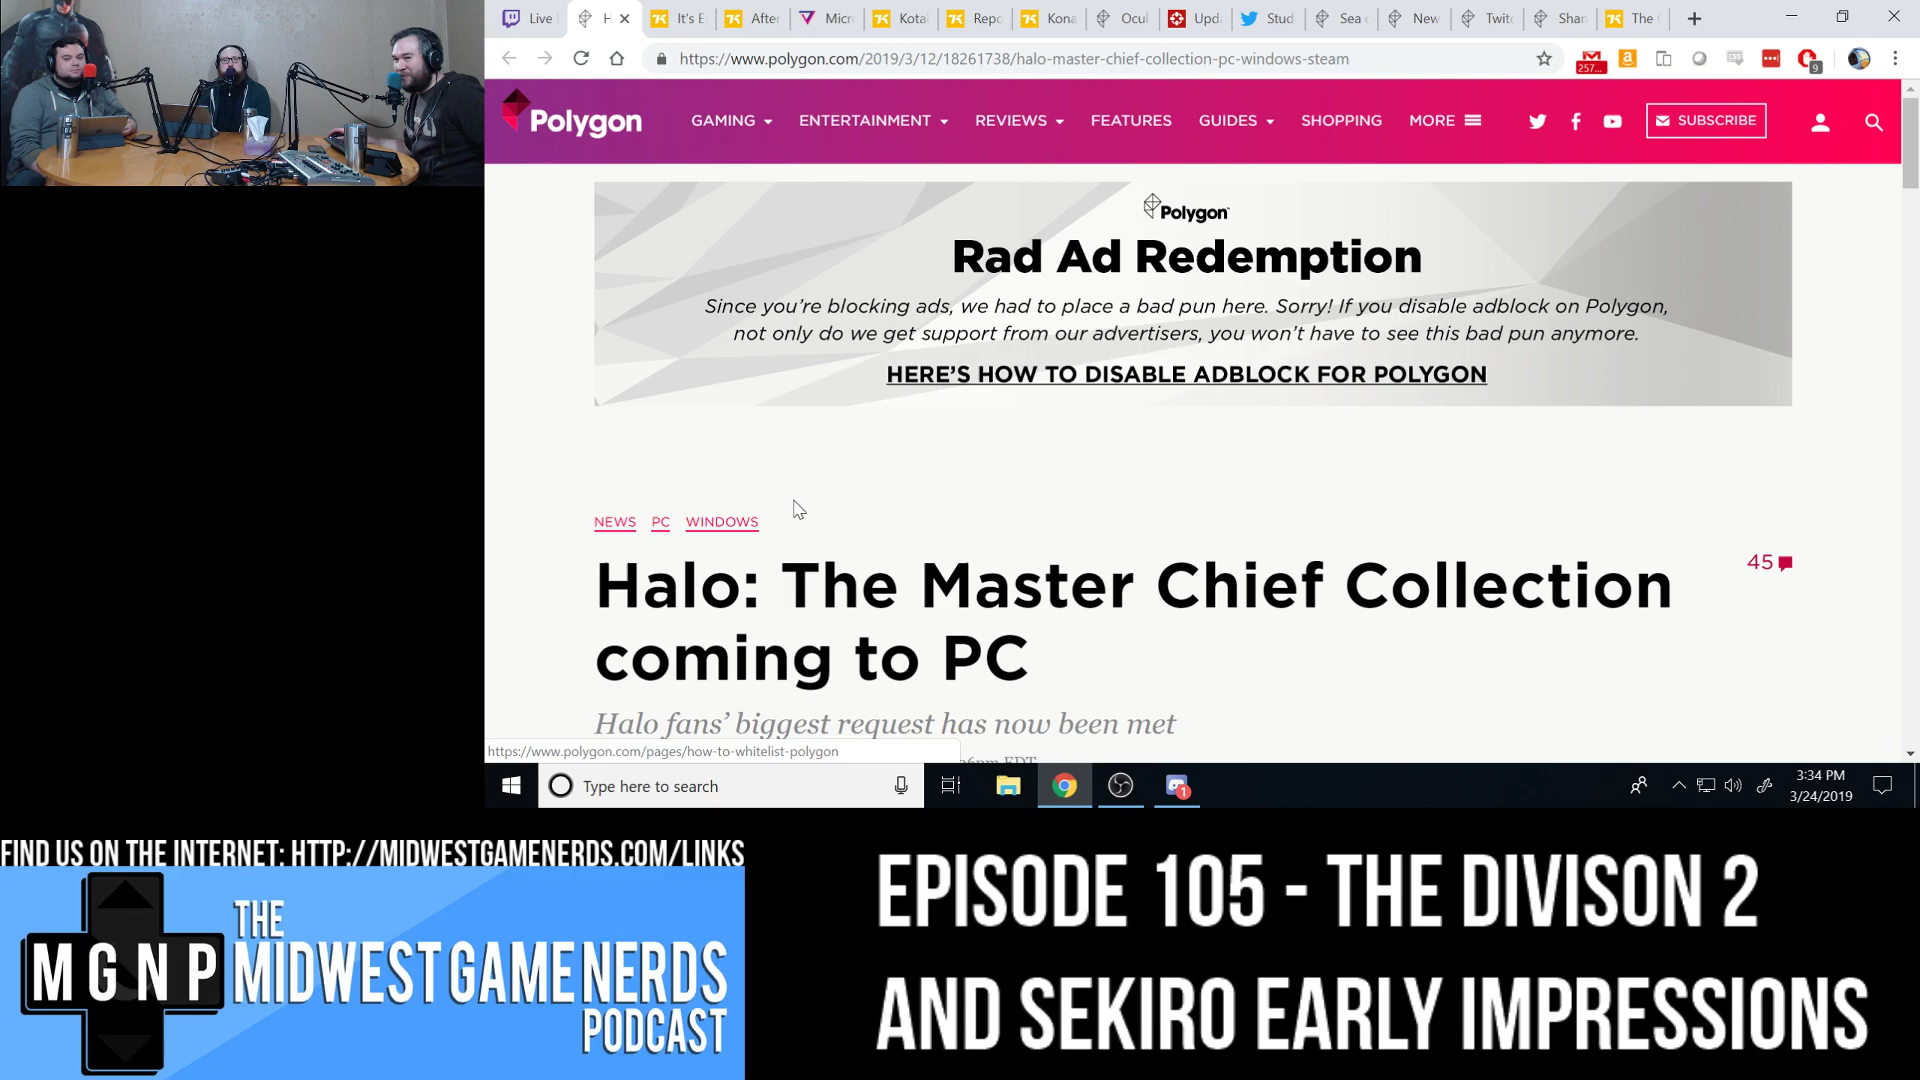 Live
H
It's E
After
Micr
Kota
Repo
Kona
Ocul
Upda
Stud
Sea
New
Twitc
Shar
The
https://www.polygon.com/2019/3/12/18261738/halo-master-chief-collection-pc-windows-steam
257...
9
Polygon
GAMING
ENTERTAINMENT
REVIEWS
FEATURES
GUIDES
SHOPPING
MORE
SUBSCRIBE
Polygon
Rad Ad Redemption
Since you're blocking ads, we had to place a bad pun here. Sorry! If you disable adblock on Polygon,
not only do we get support from our advertisers, you won't have to see this bad pun anymore.
HERE'S HOW TO DISABLE ADBLOCK FOR POLYGON
NEWS PC WINDOWS
Halo: The Master Chief Collection
coming to PC
45
Halo fans' biggest request has now been met
https://www.polygon.com/pages/how-to-whitelist-polygon
Type here to search
1
3:34 PM
3/24/2019
FIND US ON THE INTERNET: HTTP://MIDWESTGAMENERDS.COM/LINKS
MGNP
THE
MIDWEST GAME NERDS
PODCAST
EPISODE 105 - THE DIVISON 2
AND SEKIRO EARLY IMPRESSIONS